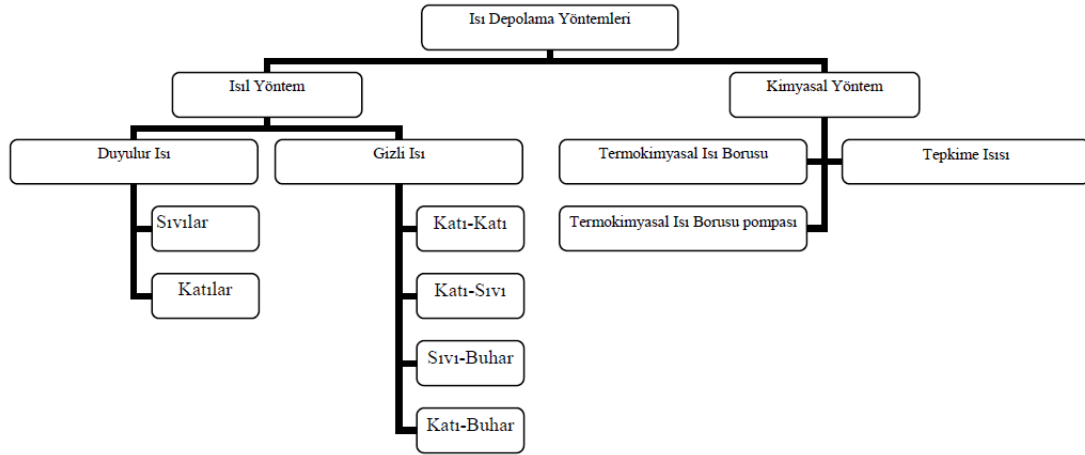 Isı Depolama Yöntemleri
Isıl Yöntem
Kimyasal Yöntem
Duyulur Isı
Gizli Isı
Termokimyasal Isı Borusu
Tepkime Isısı
Sıvılar
Katı-Katı
Termokimyasal Isı Borusu pompası
Katılar
Katı-Sıvı
Sıvı-Buhar
Katı-Buhar